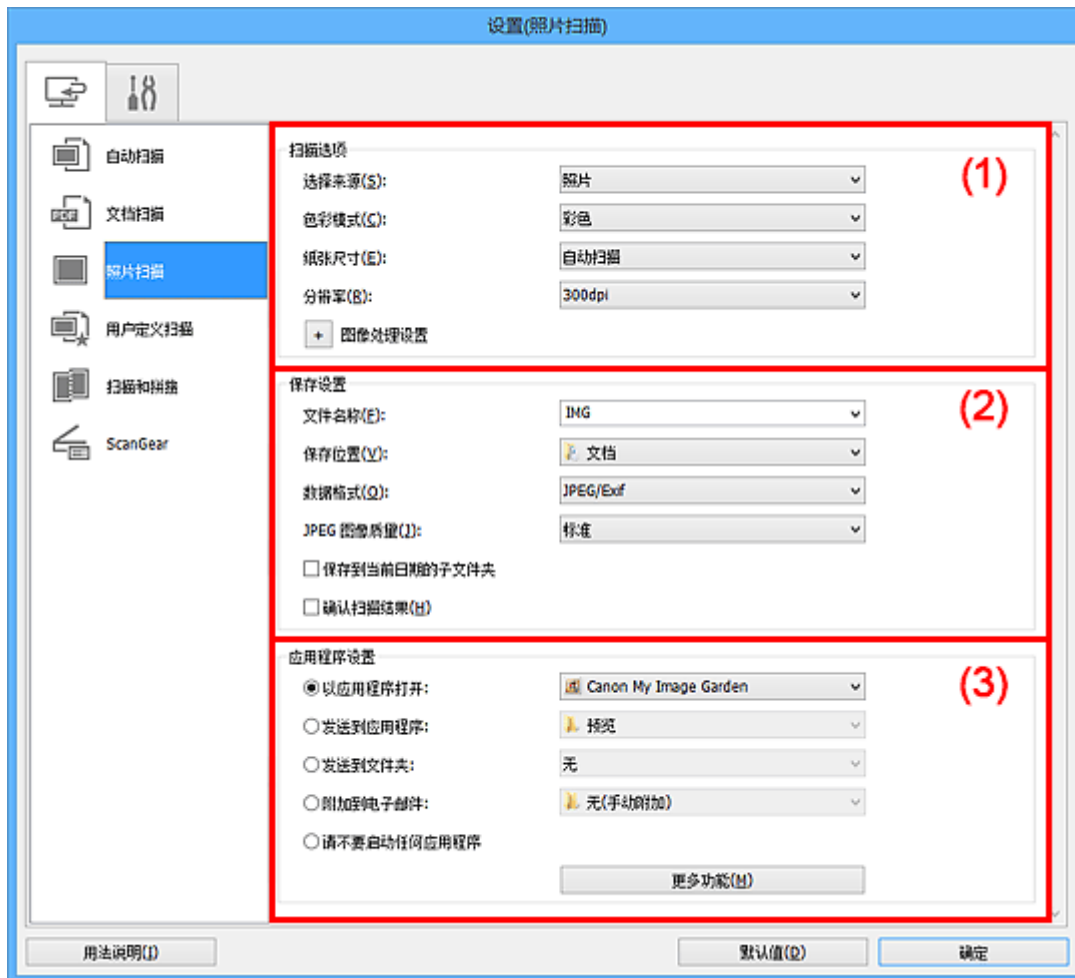 设置(照片扫描)
自动扫描
PDF
文档扫描
照片扫描
用户定义扫描
扫描和拼接
ScanGear
扫描选项
(1)
选择来源(S): 照片
色彩模式(C): 彩色
纸张尺寸(E): 自动扫描
分辨率(R): 300dpi
+ 图像处理设置
保存设置
(2)
文件名称(F): IMG
保存位置(V): 文档
数据格式(O): JPEG/Exif
JPEG 图像质量(J): 标准
保存到当前日期的子文件夹
确认扫描结果(H)
应用程序设置
(3)
以应用程序打开: Canon My Image Garden
发送到应用程序: 预览
发送到文件夹: 无
附加到电子邮件: 无(手动附加)
请不要启动任何应用程序
更多功能(M)
用法说明(I) 默认值(D) 确定